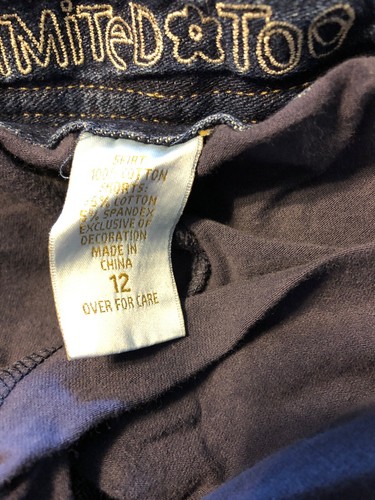 IMITED TOO
SKIRT:
100% COTTON
SHORTS:
95% COTTON
5% SPANDEX
EXCLUSIVE OF
DECORATION
MADE IN
CHINA
12
OVER FOR CARE